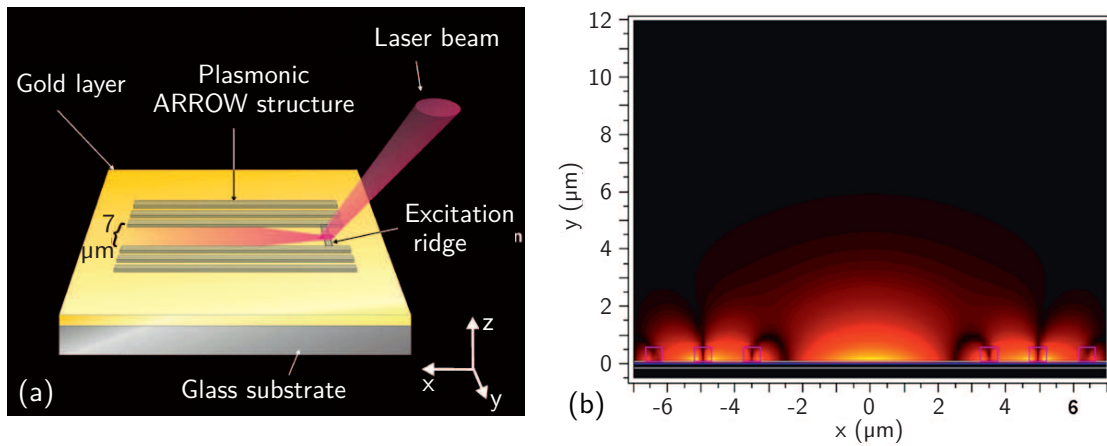 Laser beam
Plasmonic
ARROW structure
Gold layer
7
μm
Excitation
ridge
z
x
y
Glass substrate
(a)
12
10
8
6
4
2
0
y (μm)
-6 -4 -2 0 2 4 6
x (μm)
(b)